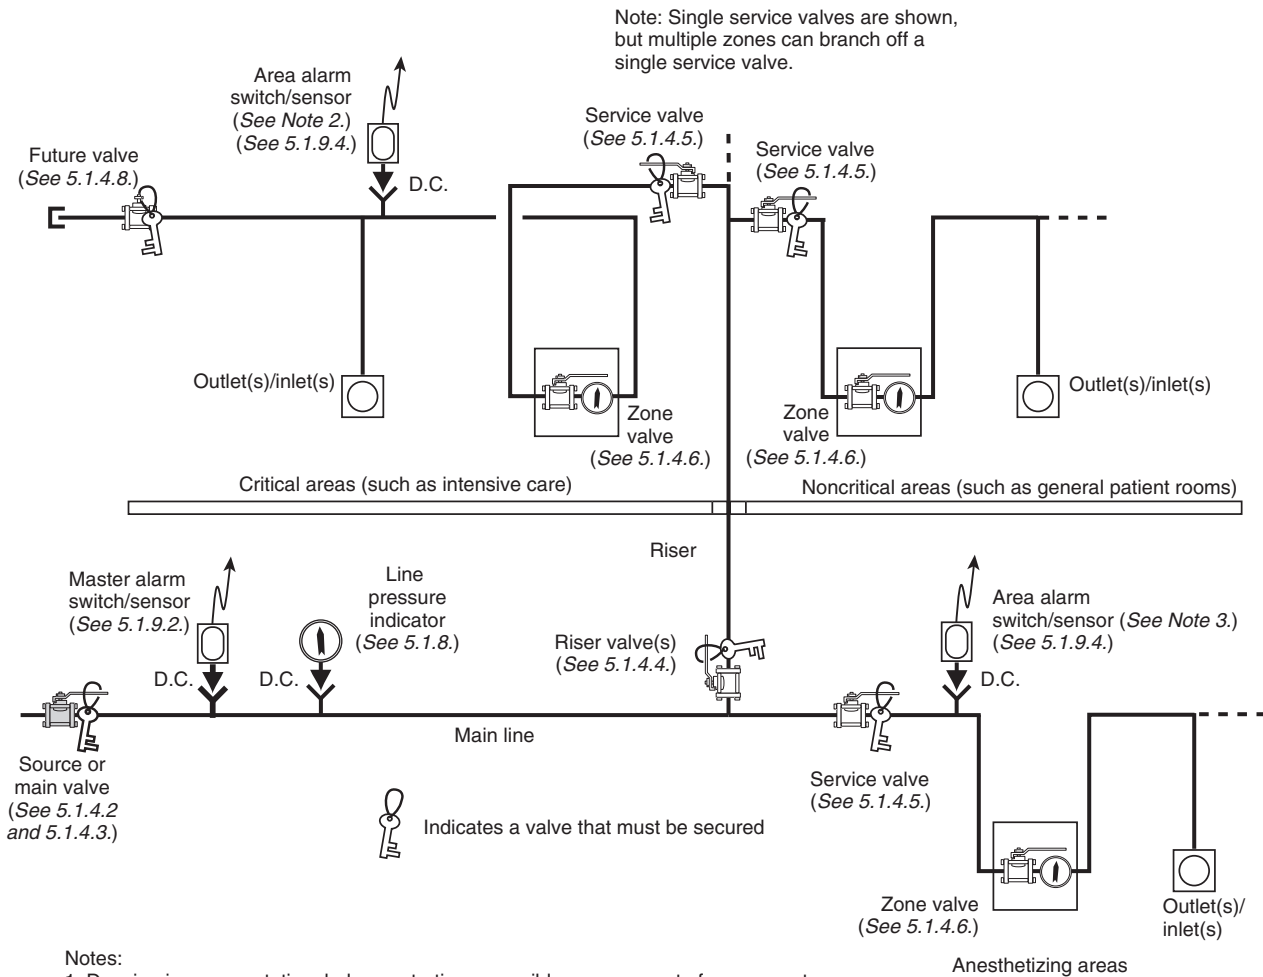 Note: Single service valves are shown,
but multiple zones can branch off a
single service valve.
Area alarm
switch/sensor
(See Note 2.)
(See 5.1.9.4.)
D.C.
Future valve
(See 5.1.4.8.)
Service valve
(See 5.1.4.5.)
Service valve
(See 5.1.4.5.)
Outlet(s)/inlet(s)
Zone
valve
(See 5.1.4.6.)
Zone
valve
(See 5.1.4.6.)
Outlet(s)/inlet(s)
Critical areas (such as intensive care)
Noncritical areas (such as general patient rooms)
Riser
Master alarm
switch/sensor
(See 5.1.9.2.)
D.C.
Line
pressure
indicator
(See 5.1.8.)
D.C.
Riser valve(s)
(See 5.1.4.4.)
Area alarm
switch/sensor (See Note 3.)
(See 5.1.9.4.)
D.C.
Main line
Source or
main valve
(See 5.1.4.2
and 5.1.4.3.)
Service valve
(See 5.1.4.5.)
Indicates a valve that must be secured
Zone valve
(See 5.1.4.6.)
Outlet(s)/
inlet(s)
Anesthetizing areas
Notes: